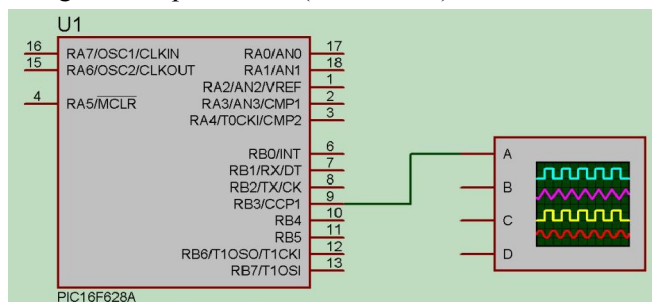 U1
16 RA7/OSC1/CLKIN RA0/AN0 17
15 RA6/OSC2/CLKOUT RA1/AN1 18
RA2/AN2/VREF 1
4 RA5/MCLR RA3/AN3/CMP1 2
RA4/T0CKI/CMP2 3
RB0/INT 6
RB1/RX/DT 7
RB2/TX/CK 8
RB3/CCP1 9
RB4 10
RB5 11
RB6/T1OSO/T1CKI 12
RB7/T1OSI 13
PIC16F628A
A
B
C
D